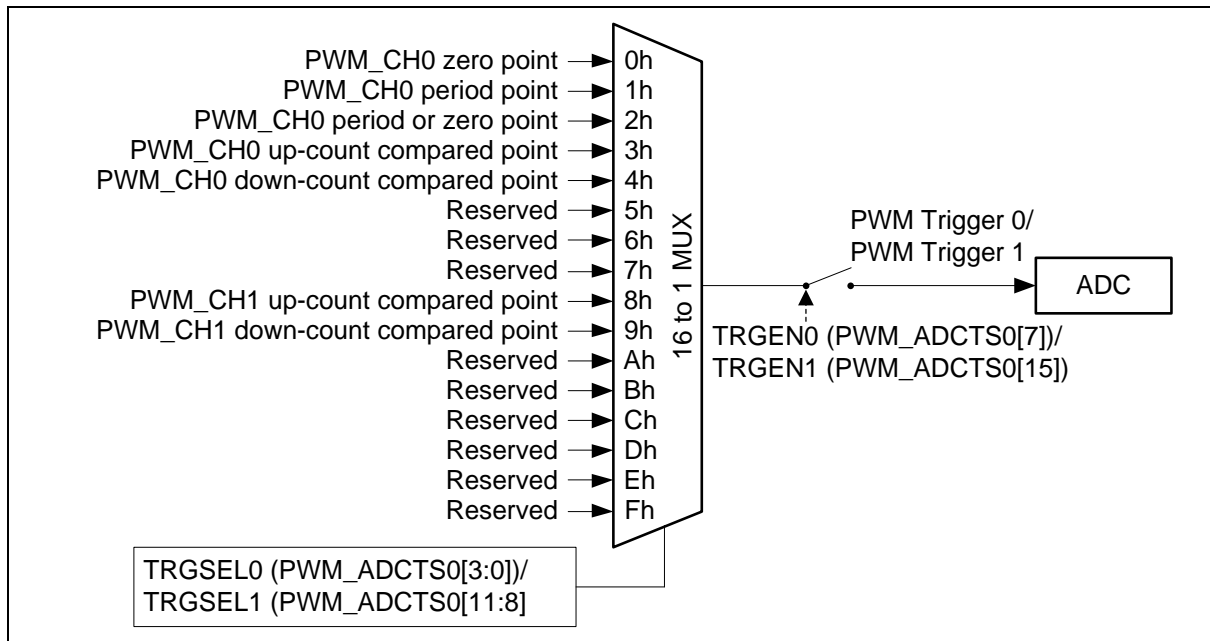 PWM_CH0 zero point 0h
PWM_CH0 period point 1h
PWM_CH0 period or zero point 2h
PWM_CH0 up-count compared point 3h
PWM_CH0 down-count compared point 4h
Reserved 5h
Reserved 6h
Reserved 7h
PWM_CH1 up-count compared point 8h
PWM_CH1 down-count compared point 9h
Reserved Ah
Reserved Bh
Reserved Ch
Reserved Dh
Reserved Eh
Reserved Fh
16 to 1 MUX
PWM Trigger 0/
PWM Trigger 1
ADC
TRGEN0 (PWM_ADCTS0[7])/
TRGEN1 (PWM_ADCTS0[15])
TRGSEL0 (PWM_ADCTS0[3:0])/
TRGSEL1 (PWM_ADCTS0[11:8]